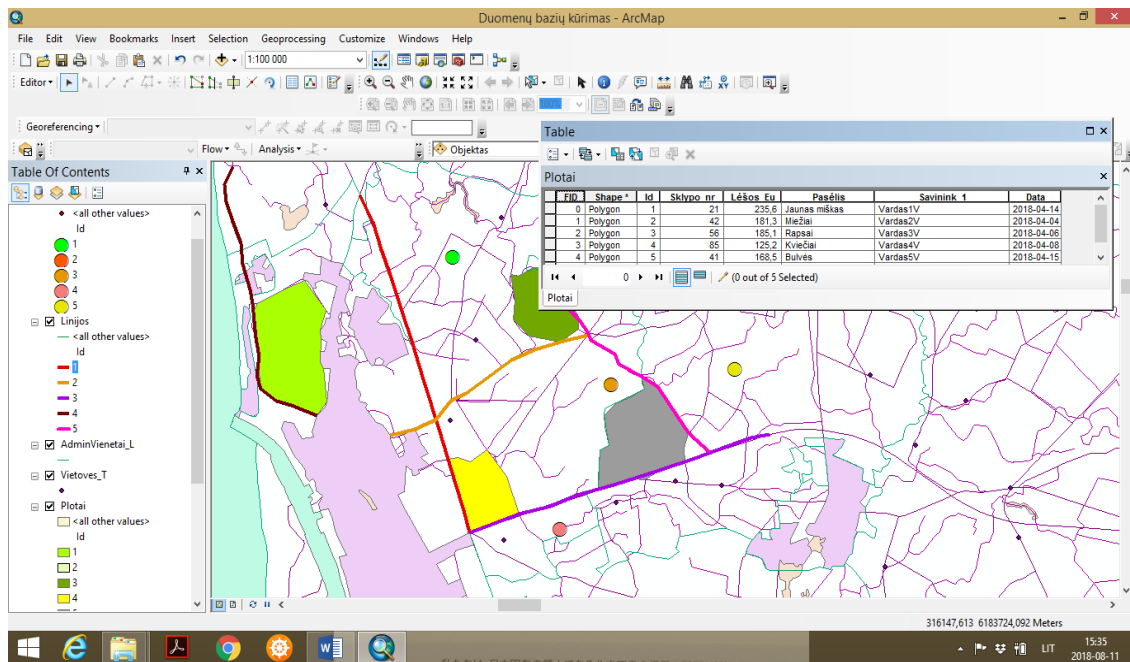 Duomenų bazių kūrimas - ArcMap
File Edit View Bookmarks Insert Selection Geoprocessing Customize Windows Help
1:100 000
Editor
100%
Georeferencing
Flow Analysis Objektas
Table Of Contents
<all other values>
Id
1
2
3
4
5
Linijos
<all other values>
Id
1
2
3
4
5
AdminVienetai_L
Vietoves_T
Plotai
<all other values>
Id
1
2
3
4
Table
Plotai
FID Shape * Id Sklypo_nr Lėšos_Eu Pasėlis Savinink_1 Data
0 Polygon 1 21 235,6 Jaunas miškas Vardas1V 2018-04-14
1 Polygon 2 42 181,3 Miežiai Vardas2V 2018-04-04
2 Polygon 3 56 185,1 Rapsai Vardas3V 2018-04-06
3 Polygon 4 85 125,2 Kviečiai Vardas4V 2018-04-08
4 Polygon 5 41 168,5 Bulvės Vardas5V 2018-04-15
0 (0 out of 5 Selected)
Plotai
316147,613 6183724,092 Meters
LIT 15:35
2018-08-11